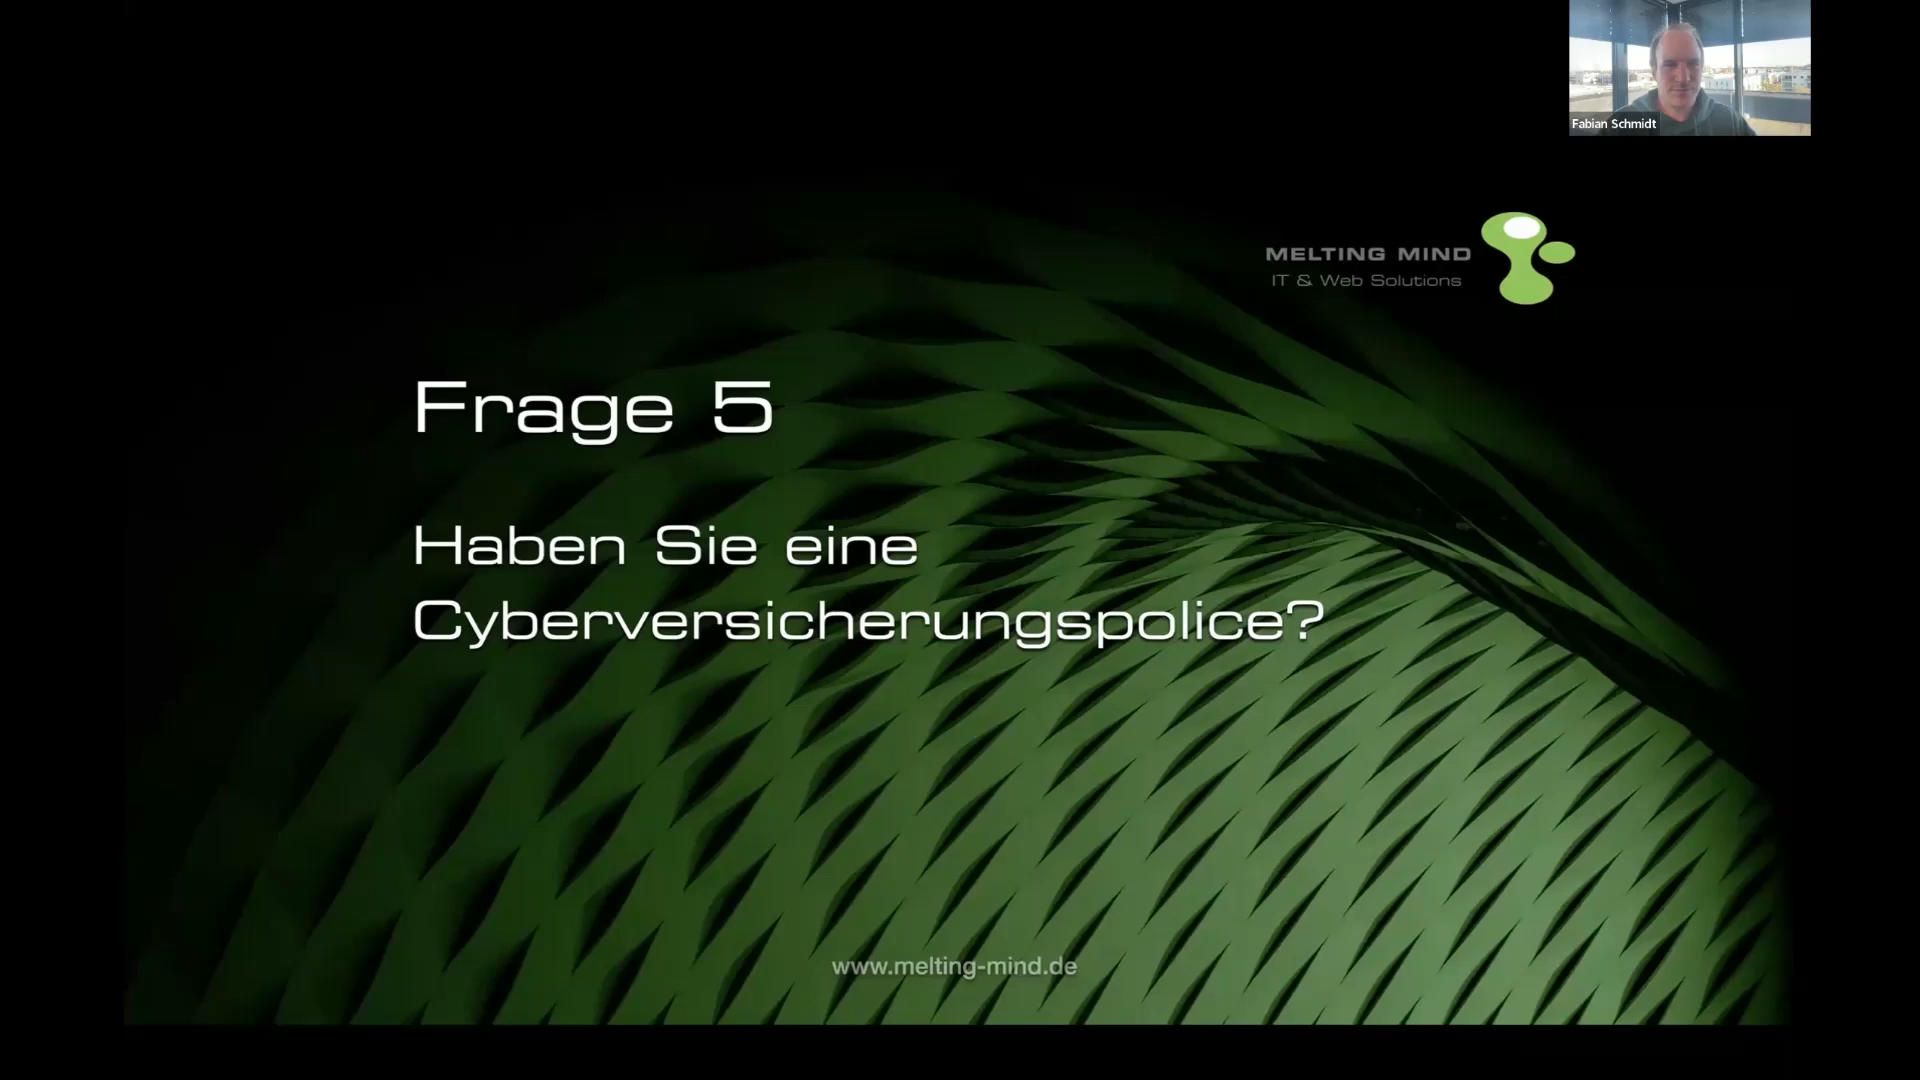 Fabian Schmidt
MELTING MIND
IT & Web Solutions
Frage 5
Haben Sie eine
Cyberversicherungspolice?
www.melting-mind.de